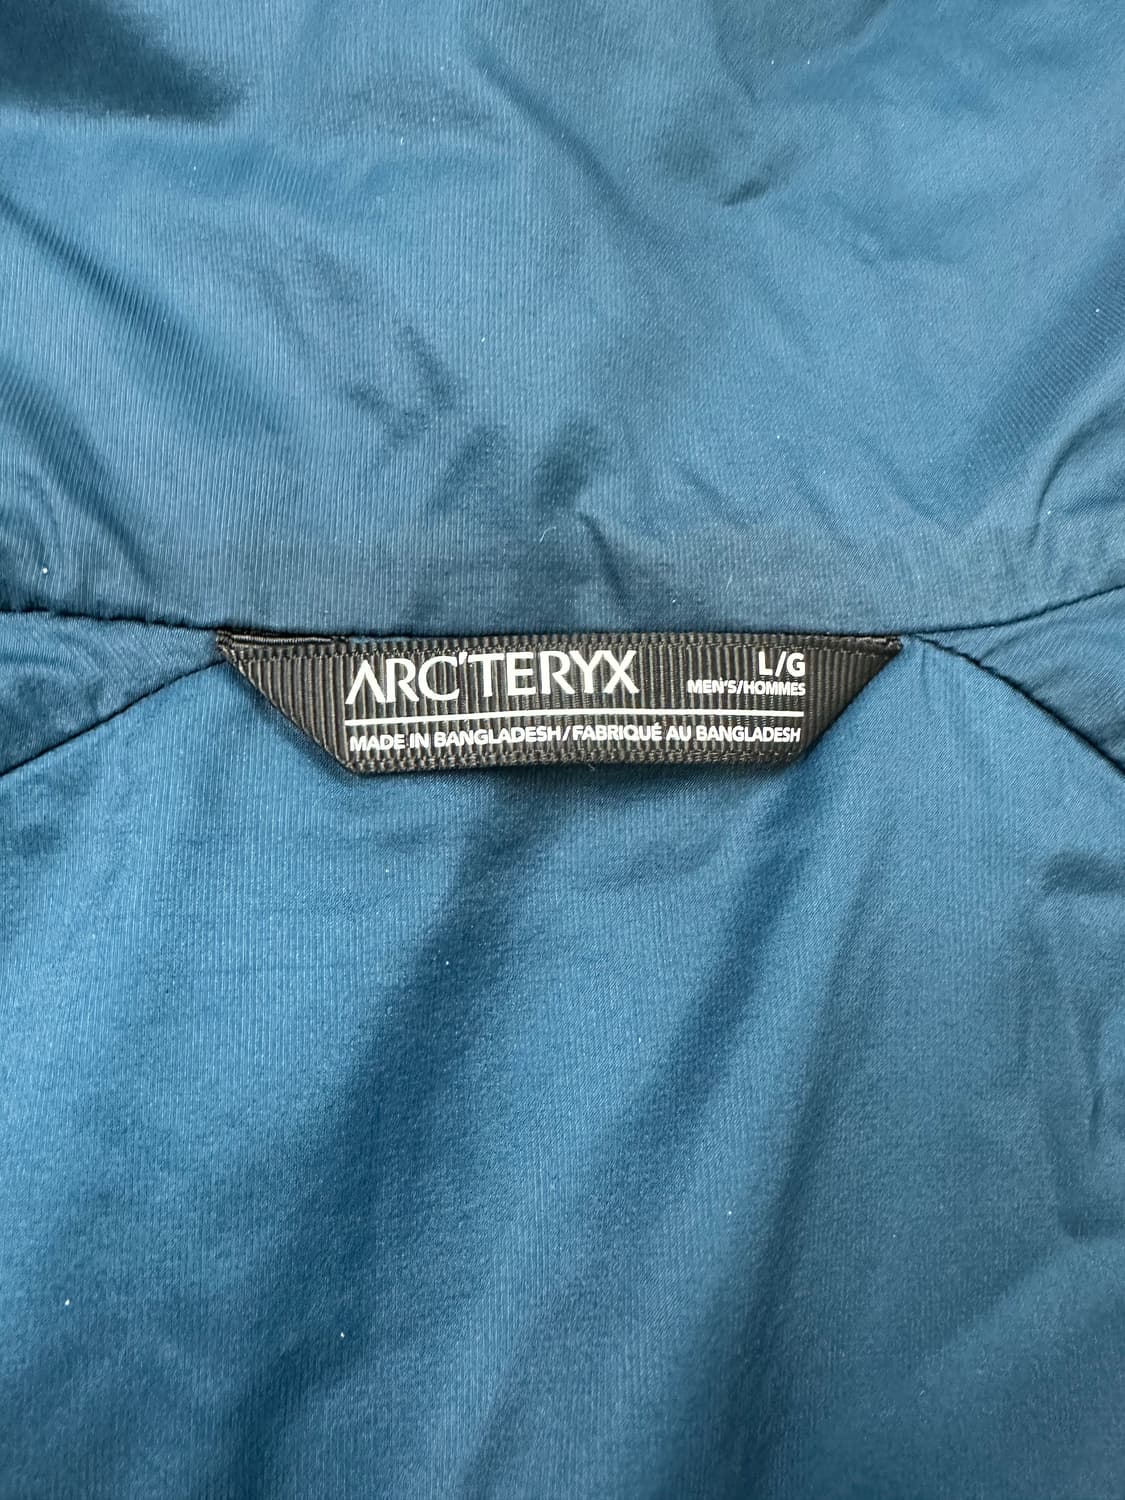 ARC'TERYX
L/G
MEN'S/HOMMES
MADE IN BANGLADESH/FABRIQUÉ AU BANGLADESH